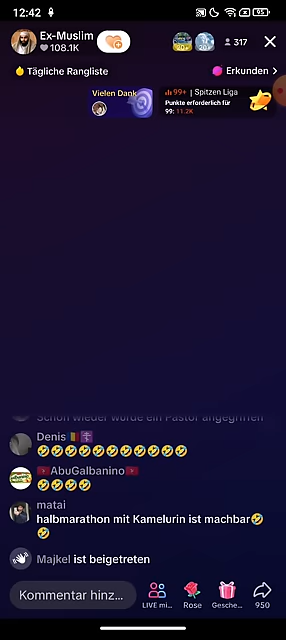 12:42
95
Ex-Muslim
108.1K
20+
317
Tägliche Rangliste
Erkunden
Vielen Dank
99+ | Spitzen Liga
Punkte erforderlich für
99: 11.2K
Schon wieder wurde ein Pastor angegriffen
Denis🇷🇴☦️
🤣🤣🤣🤣🤣🤣🤣🤣🤣🤣🤣
🇲🇦AbuGalbanino🇲🇦
🤣🤣🤣🤣
matai
halbmarathon mit Kamelurin ist machbar🤣
🤣
Majkel ist beigetreten
Kommentar hinz...
LIVE mi...
Rose
Gesche...
950